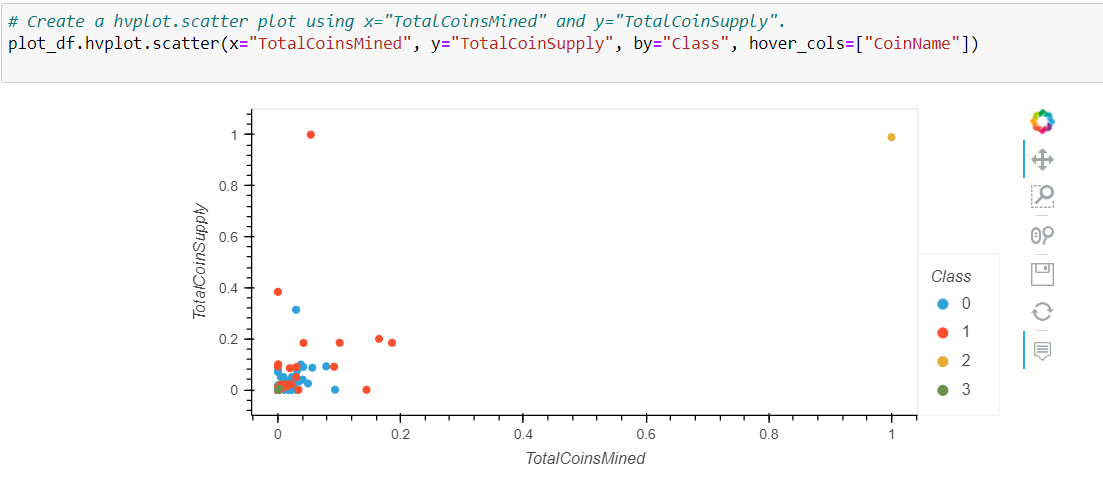 # Create a hvplot.scatter plot using x="TotalCoinsMined" and y="TotalCoinSupply".
plot_df.hvplot.scatter(x="TotalCoinsMined", y="TotalCoinSupply", by="Class", hover_cols=["CoinName"])
TotalCoinSupply
1
0.8
0.6
0.4
0.2
0
0 0.2 0.4 0.6 0.8 1
TotalCoinsMined
Class
0
1
2
3